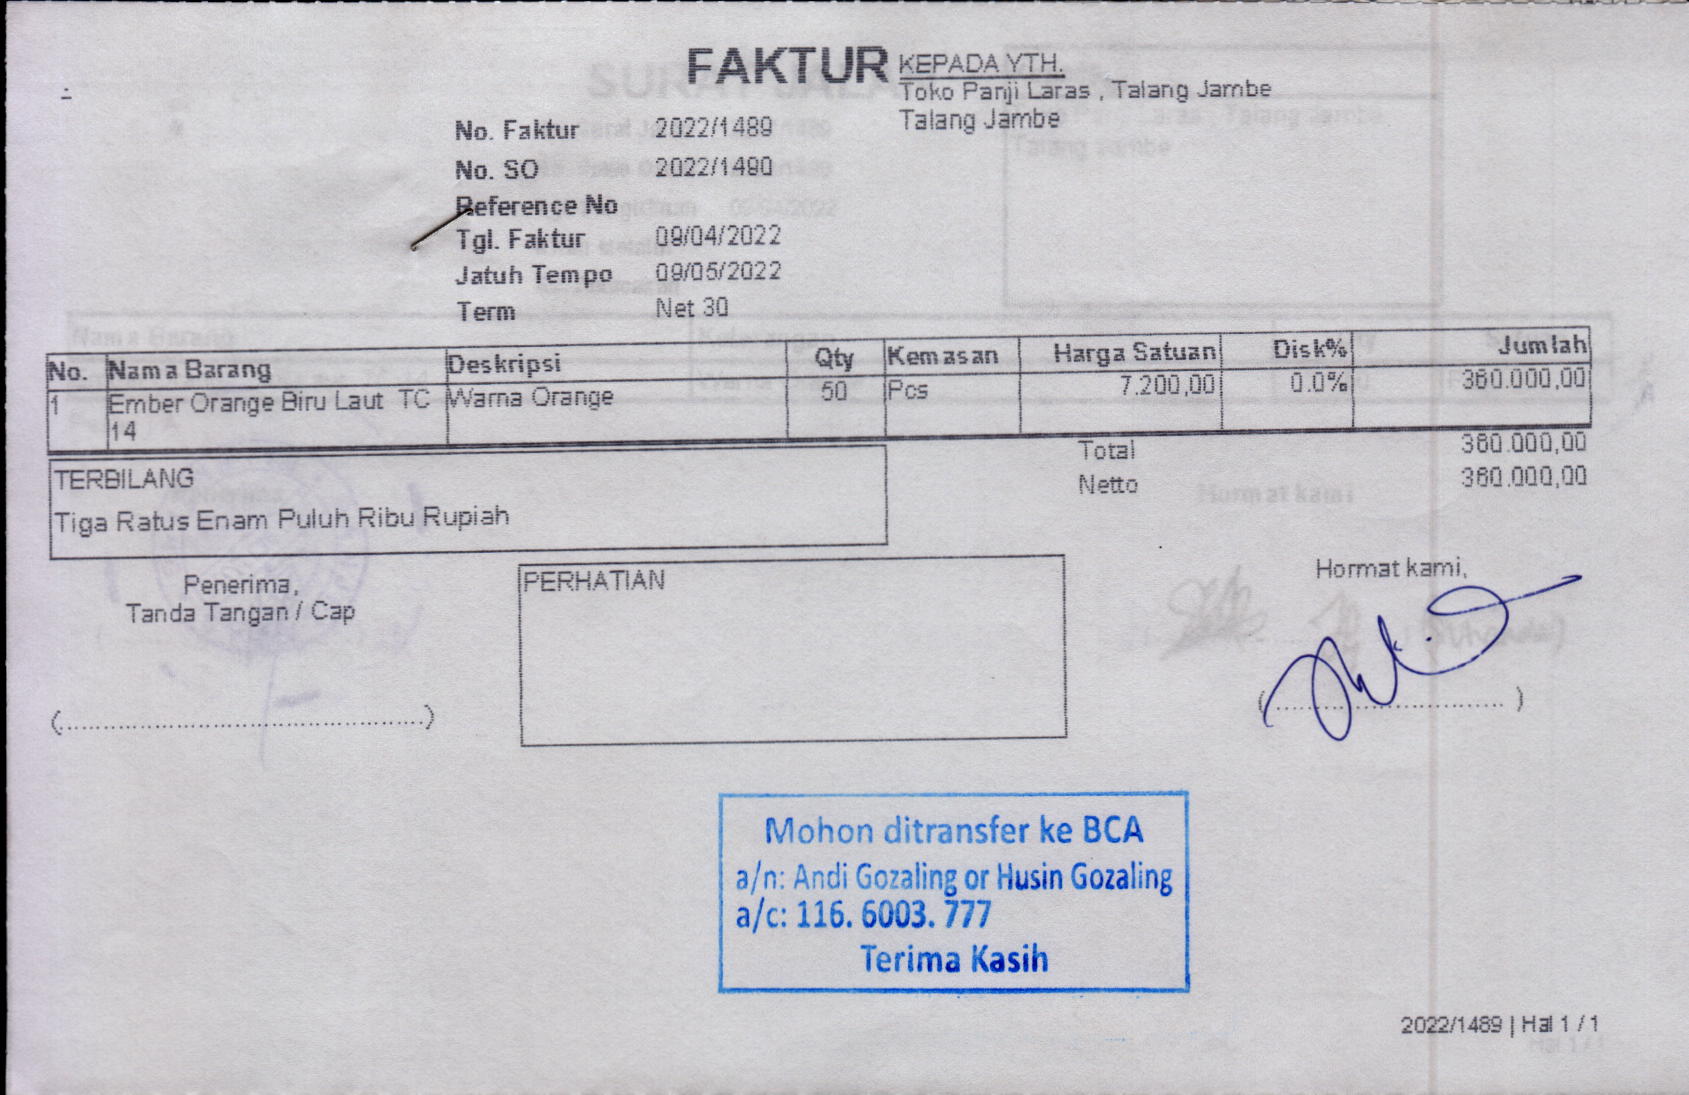 FAKTUR
KEPADA YTH.
Toko Panji Laras , Talang Jambe
Talang Jambe
No. Faktur 2022/1489
No. SO 2022/1490
Reference No
Tgl. Faktur 09/04/2022
Jatuh Tempo 09/05/2022
Term Net 30
No. Nama Barang Deskripsi Qty Kemasan Harga Satuan Disk% Jumlah
1 Ember Orange Biru Laut TC Warna Orange 50 Pcs 7.200,00 0.0% 360.000,00
14
Total 360.000,00
Netto 360.000,00
TERBILANG
Tiga Ratus Enam Puluh Ribu Rupiah
Penerima,
Tanda Tangan / Cap
(..............................................)
PERHATIAN
Hormat kami,
(.............................. )
Mohon ditransfer ke BCA
a/n: Andi Gozaling or Husin Gozaling
a/c: 116. 6003. 777
Terima Kasih
2022/1489 | Hal 1 / 1